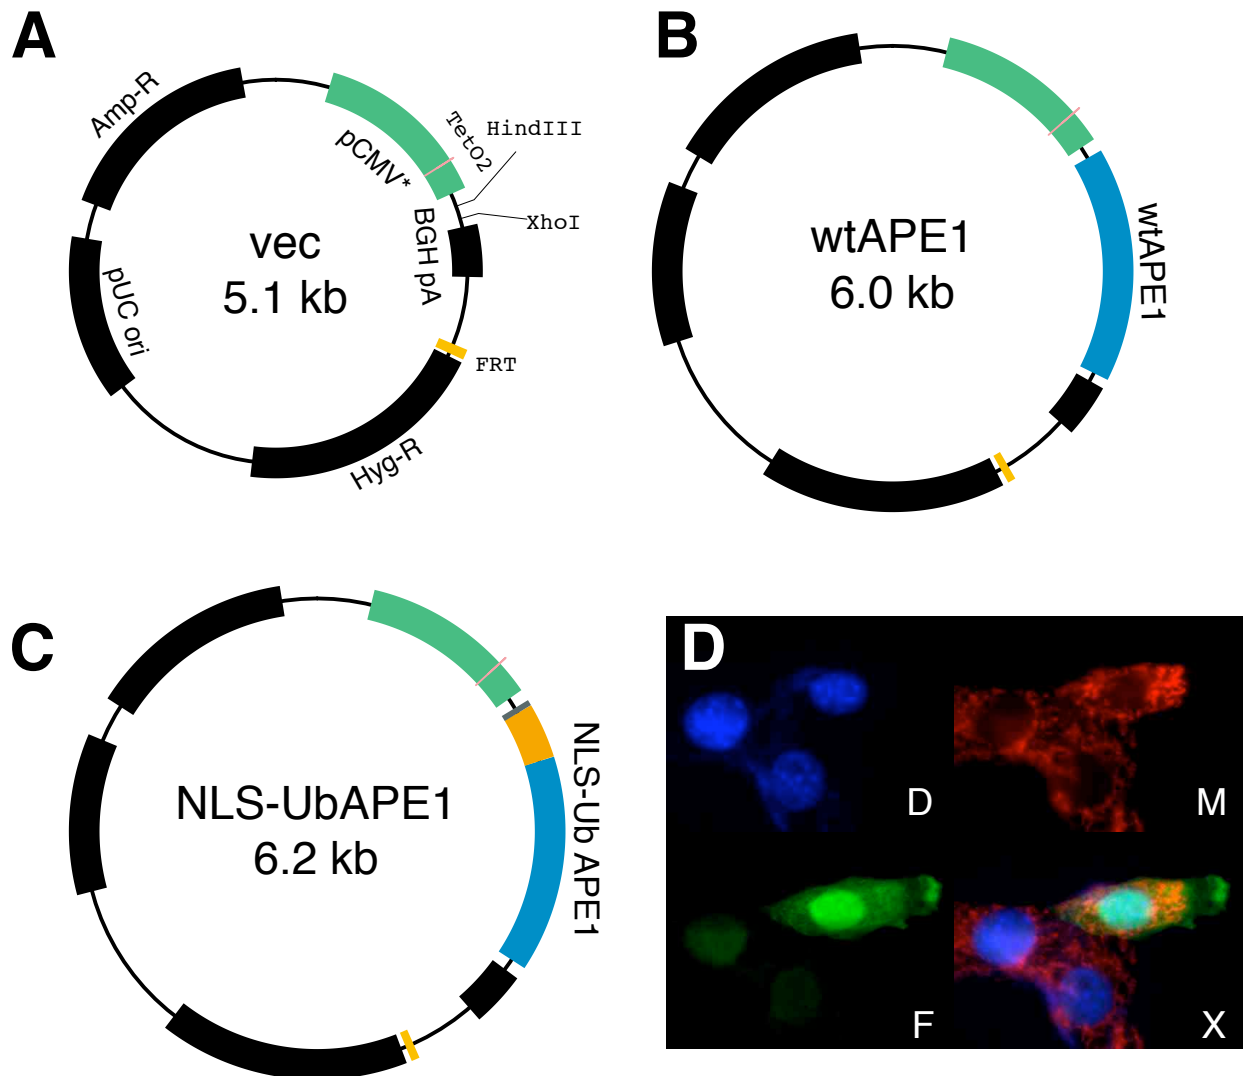 A
Amp-R
pCMV*
TetO2
HindIII
XhoI
BGH pA
vec
5.1 kb
pUC ori
FRT
Hyg-R
B
wtAPE1
6.0 kb
wtAPE1
C
NLS-UbAPE1
6.2 kb
NLS-Ub APE1
D
D
M
F
X